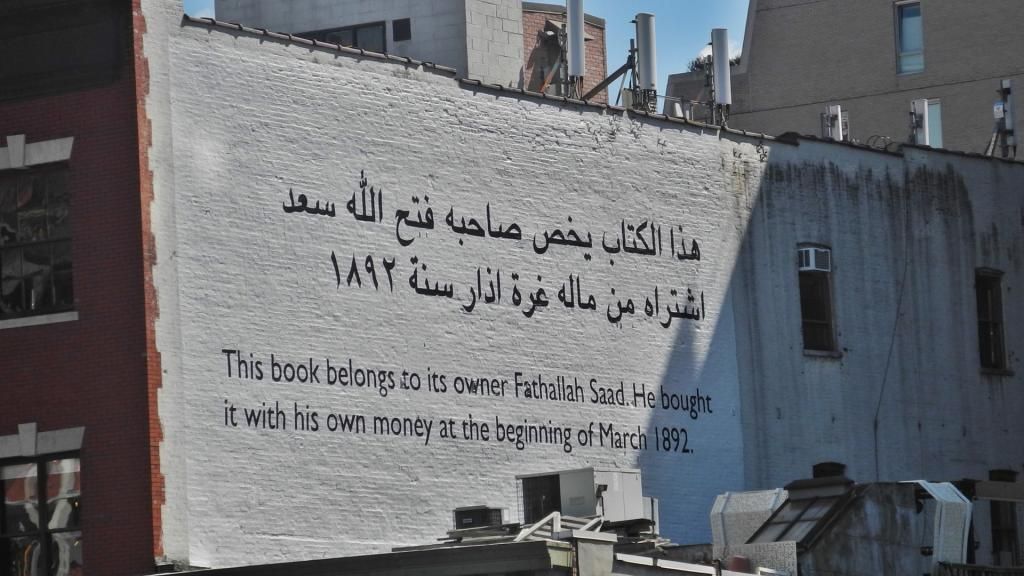 هذا الكتاب يخص صاحبه فتح الله سعد
اشتراه من ماله غرة اذار سنة ١٨٩٢
This book belongs to its owner Fathallah Saad. He bought
it with his own money at the beginning of March 1892.